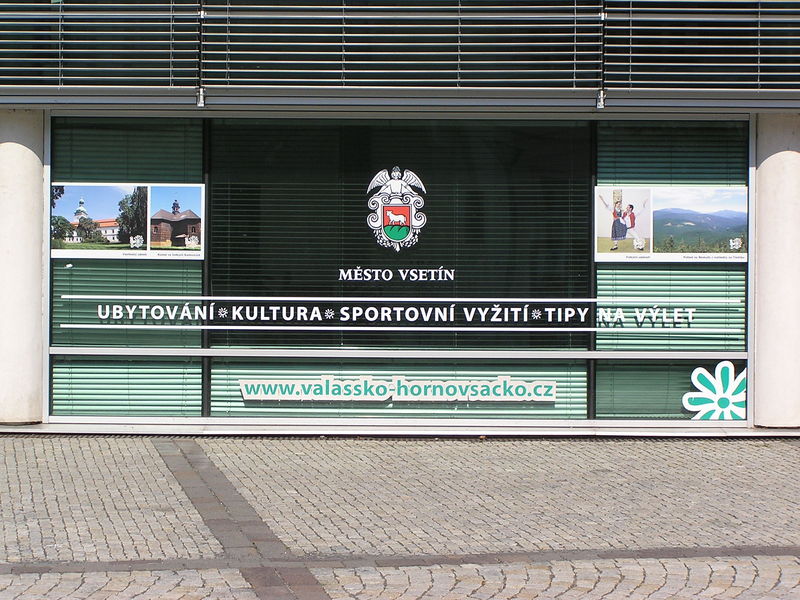 MĚSTO VSETÍN
UBYTOVÁNÍ * KULTURA * SPORTOVNÍ VYŽITÍ * TIPY NA VÝLET
www.valassko-hornovsacko.cz